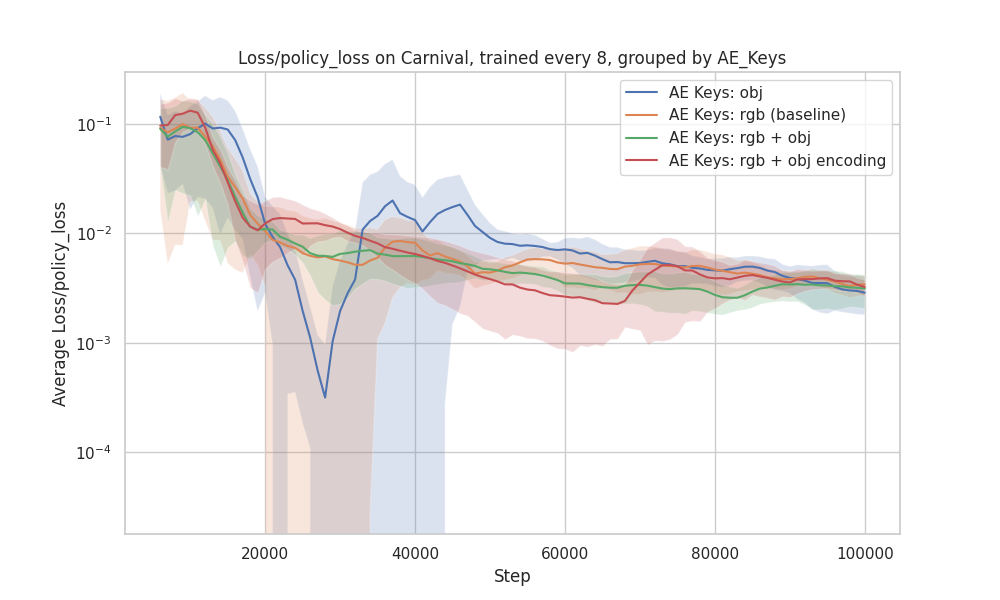 Loss/policy_loss on Carnival, trained every 8, grouped by AE_Keys
AE Keys: obj
AE Keys: rgb (baseline)
AE Keys: rgb + obj
AE Keys: rgb + obj encoding
Average Loss/policy_loss
10⁻¹
10⁻²
10⁻³
10⁻⁴
20000 40000 60000 80000 100000
Step